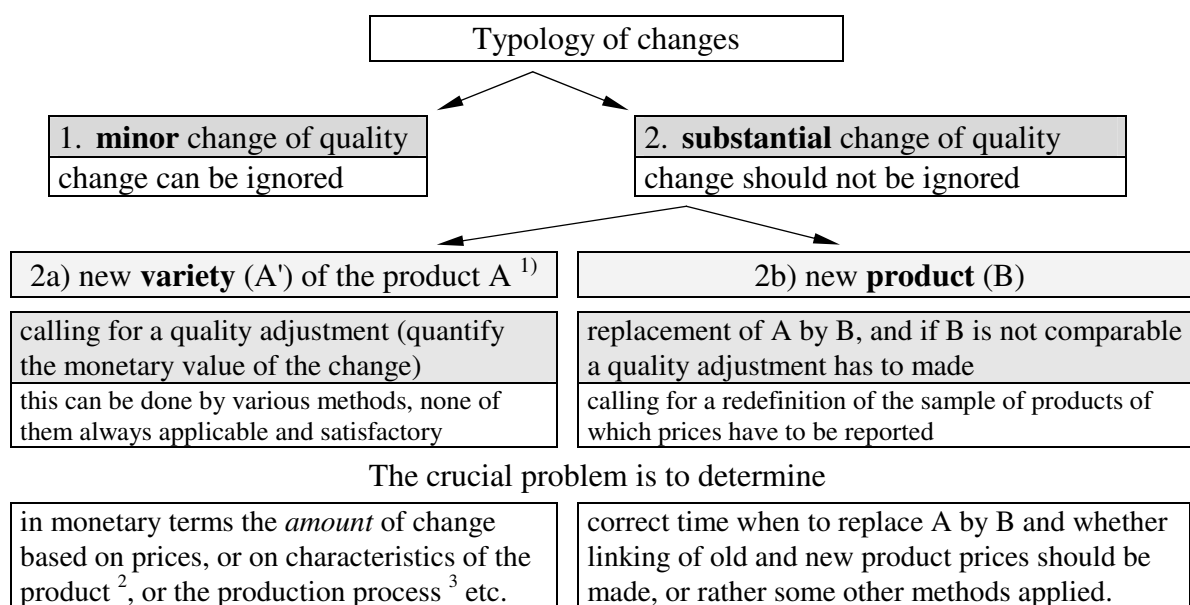 Typology of changes
1. minor change of quality
change can be ignored
2. substantial change of quality
change should not be ignored
2a) new variety (A') of the product A 1)
2b) new product (B)
calling for a quality adjustment (quantify
the monetary value of the change)
this can be done by various methods, none of
them always applicable and satisfactory
replacement of A by B, and if B is not comparable
a quality adjustment has to made
calling for a redefinition of the sample of products of
which prices have to be reported
The crucial problem is to determine
in monetary terms the amount of change
based on prices, or on characteristics of the
product 2, or the production process 3 etc.
correct time when to replace A by B and whether
linking of old and new product prices should be
made, or rather some other methods applied.